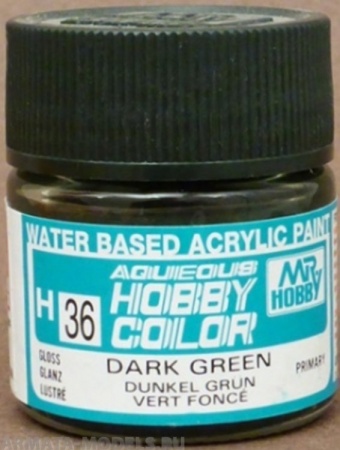 WATER BASED ACRYLIC PAINT
AQUEOUS
HOBBY
COLOR
MR
HOBBY
H 36
GLOSS
GLANZ
LUSTRÉ
DARK GREEN
DUNKEL GRUN
VERT FONCÉ
PRIMARY